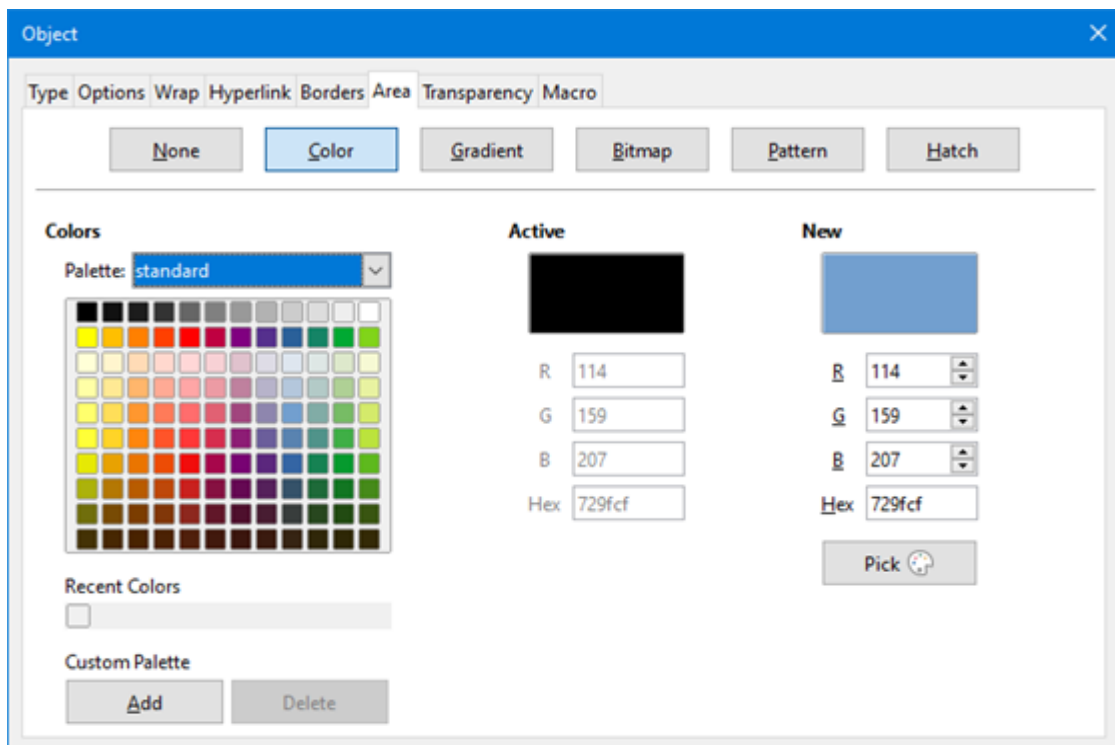 Object
Type Options Wrap Hyperlink Borders Area Transparency Macro
None Color Gradient Bitmap Pattern Hatch
Colors
Palette: standard
Recent Colors
Custom Palette
Add Delete
Active
R 114
G 159
B 207
Hex 729fcf
New
R 114
G 159
B 207
Hex 729fcf
Pick